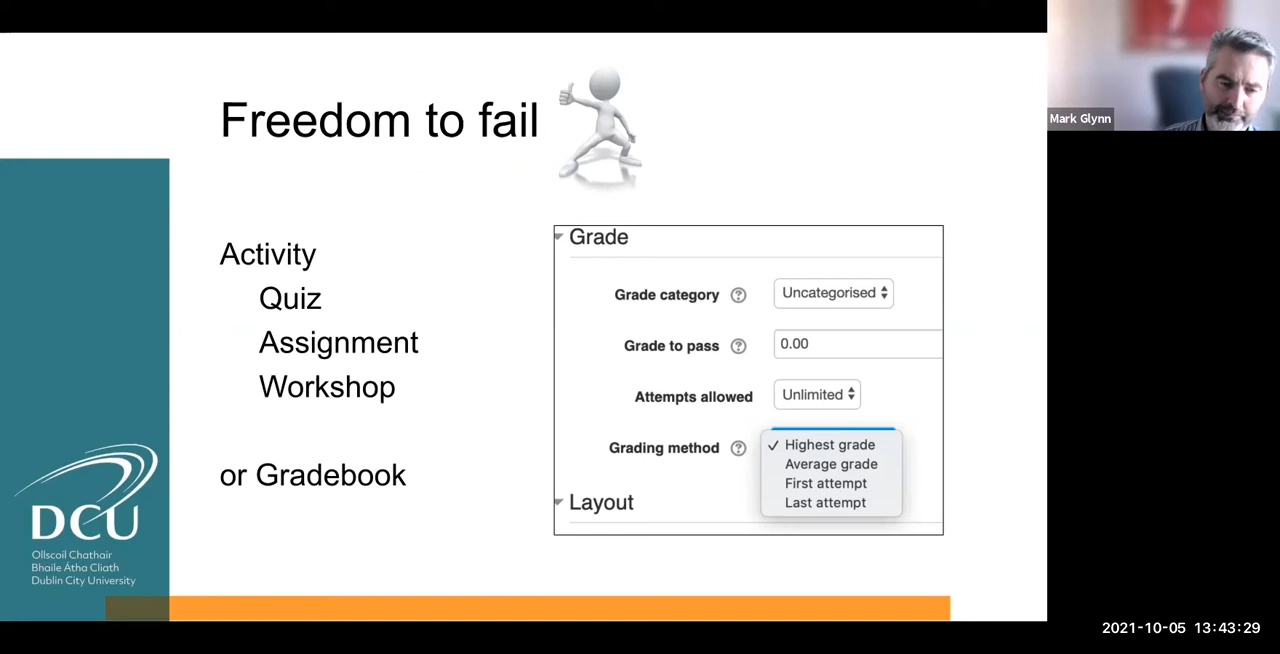 Freedom to fail
Mark Glynn
Activity
Quiz
Assignment
Workshop
or Gradebook
Grade
Grade category ? Uncategorised
Grade to pass ? 0.00
Attempts allowed Unlimited
Grading method ? ✓ Highest grade
Average grade
First attempt
Last attempt
Layout
DCU
Ollscoil Chathair
Bhaile Átha Cliath
Dublin City University
2021-10-05 13:43:29